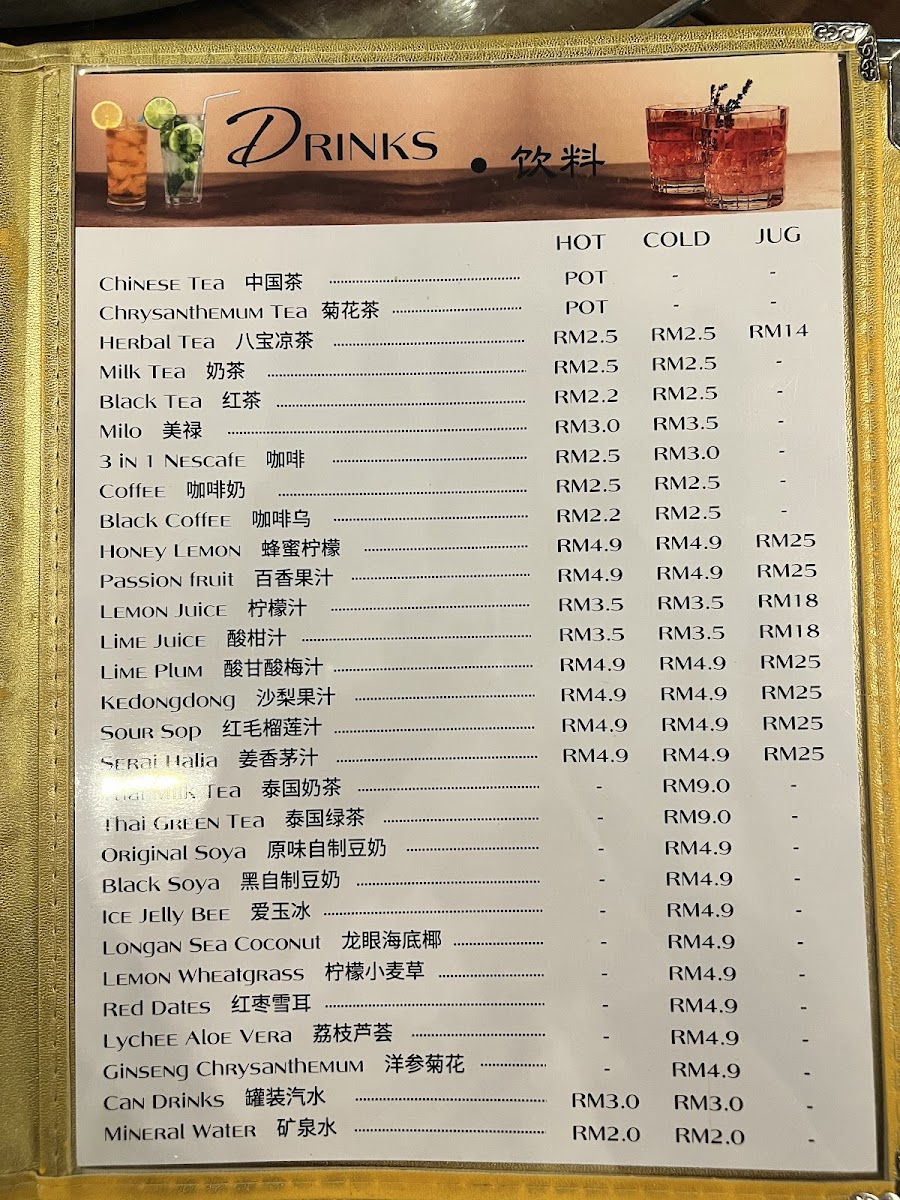 DRINKS • 饮料
HOT COLD JUG
Chinese Tea 中国茶 POT - -
Chrysanthemum Tea 菊花茶 POT - -
Herbal Tea 八宝凉茶 RM2.5 RM2.5 RM14
Milk Tea 奶茶 RM2.5 RM2.5 -
Black Tea 红茶 RM2.2 RM2.5 -
Milo 美禄 RM3.0 RM3.5 -
3 in 1 Nescafe 咖啡 RM2.5 RM3.0 -
Coffee 咖啡奶 RM2.5 RM2.5 -
Black Coffee 咖啡乌 RM2.2 RM2.5 -
Honey Lemon 蜂蜜柠檬 RM4.9 RM4.9 RM25
Passion fruit 百香果汁 RM4.9 RM4.9 RM25
Lemon Juice 柠檬汁 RM3.5 RM3.5 RM18
Lime Juice 酸柑汁 RM3.5 RM3.5 RM18
Lime Plum 酸甘酸梅汁 RM4.9 RM4.9 RM25
Kedongdong 沙梨果汁 RM4.9 RM4.9 RM25
Sour Sop 红毛榴莲汁 RM4.9 RM4.9 RM25
Serai Halia 姜香茅汁 RM4.9 RM4.9 RM25
Thai Milk Tea 泰国奶茶 - RM9.0 -
Thai Green Tea 泰国绿茶 - RM9.0 -
Original Soya 原味自制豆奶 - RM4.9 -
Black Soya 黑自制豆奶 - RM4.9 -
Ice Jelly Bee 爱玉冰 - RM4.9 -
Longan Sea Coconut 龙眼海底椰 - RM4.9 -
Lemon Wheatgrass 柠檬小麦草 - RM4.9 -
Red Dates 红枣雪耳 - RM4.9 -
Lychee Aloe Vera 荔枝芦荟 - RM4.9 -
Ginseng Chrysanthemum 洋参菊花 - RM4.9 -
Can Drinks 罐装汽水 RM3.0 RM3.0 -
Mineral Water 矿泉水 RM2.0 RM2.0 -